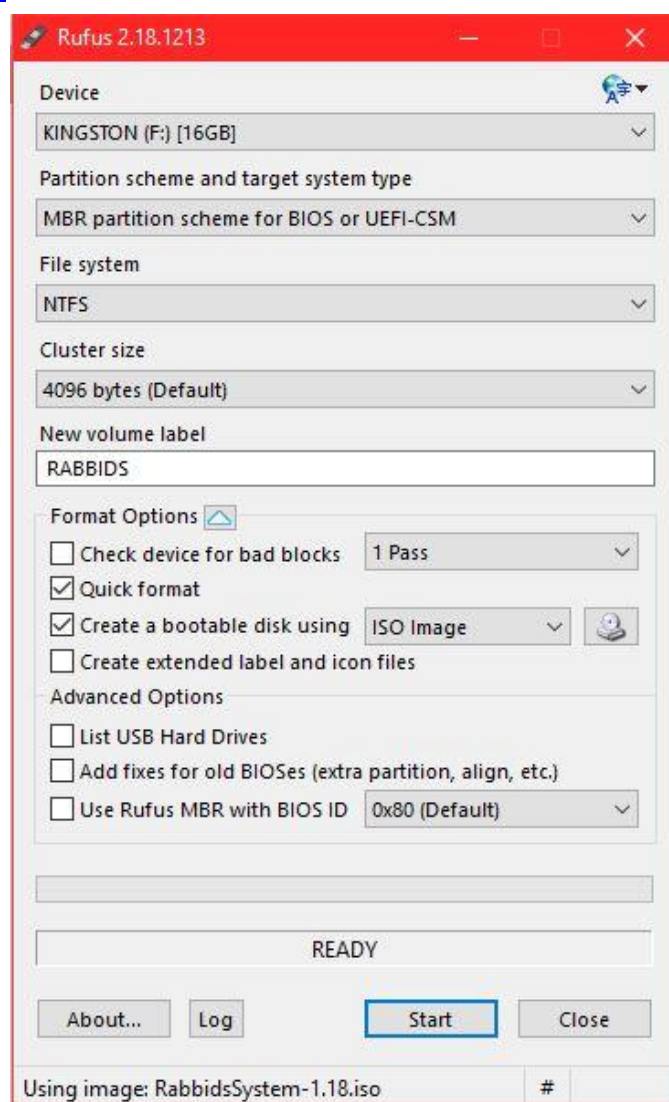 Rufus 2.18.1213
Device
KINGSTON (F:) [16GB]
Partition scheme and target system type
MBR partition scheme for BIOS or UEFI-CSM
File system
NTFS
Cluster size
4096 bytes (Default)
New volume label
RABBIDS
Format Options
Check device for bad blocks 1 Pass
Quick format
Create a bootable disk using ISO Image
Create extended label and icon files
Advanced Options
List USB Hard Drives
Add fixes for old BIOSes (extra partition, align, etc.)
Use Rufus MBR with BIOS ID 0x80 (Default)
READY
About... Log Start Close
Using image: RabbidsSystem-1.18.iso #